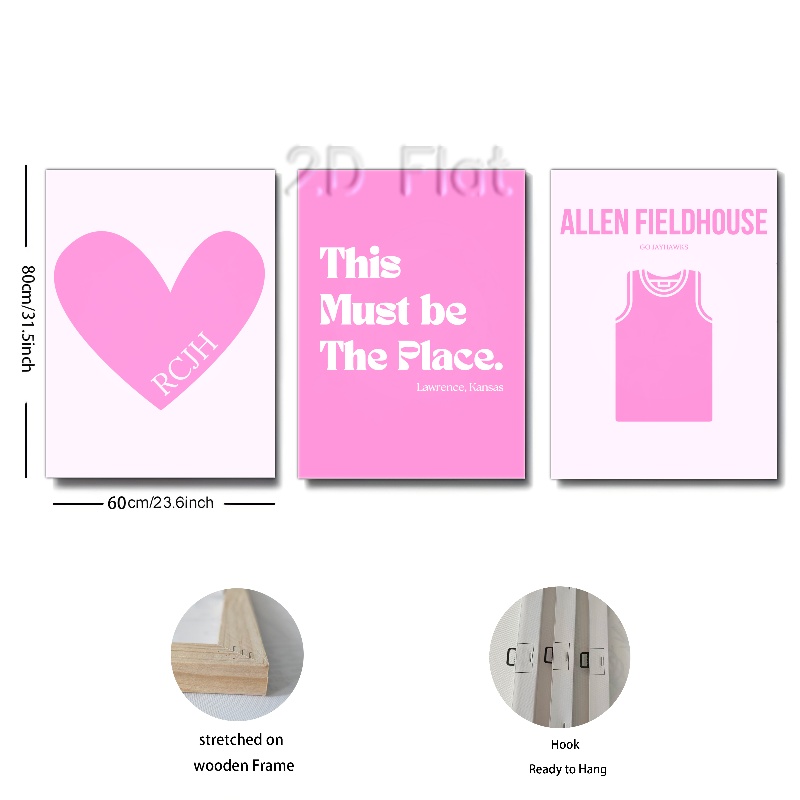 2D Flat
80cm/31.5inch
RCJH
This
Must be
The Place.
Lawrence, Kansas
ALLEN FIELDHOUSE
GO JAYHAWKS
60cm/23.6inch
stretched on
wooden Frame
Hook
Ready to Hang